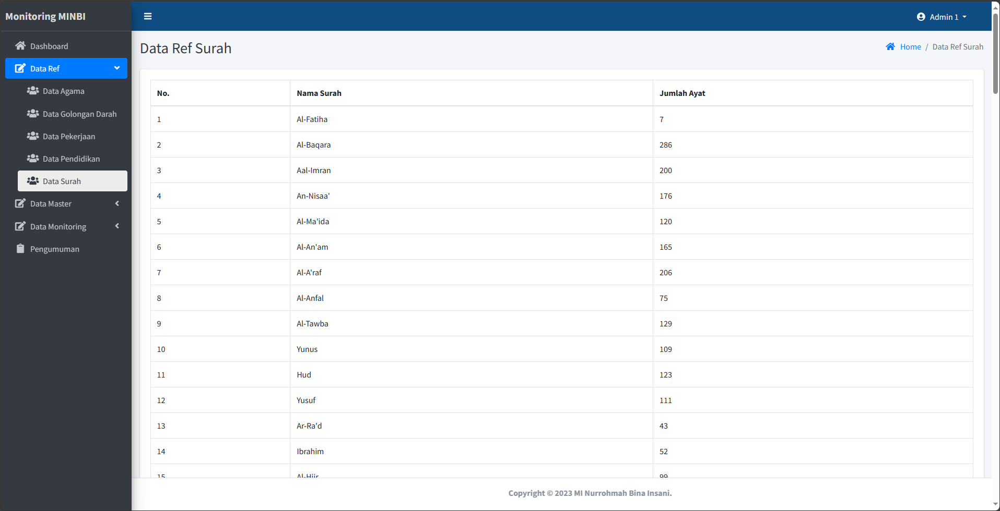 Monitoring MINBI
Admin 1
Dashboard
Data Ref
Data Agama
Data Golongan Darah
Data Pekerjaan
Data Pendidikan
Data Surah
Data Master
Data Monitoring
Pengumuman
Data Ref Surah
Home / Data Ref Surah
No. Nama Surah Jumlah Ayat
1 Al-Fatiha 7
2 Al-Baqara 286
3 Aal-Imran 200
4 An-Nisaa' 176
5 Al-Ma'ida 120
6 Al-An'am 165
7 Al-A'raf 206
8 Al-Anfal 75
9 Al-Tawba 129
10 Yunus 109
11 Hud 123
12 Yusuf 111
13 Ar-Ra'd 43
14 Ibrahim 52
15 Al-Hijr 99
Copyright © 2023 MI Nurrohmah Bina Insani.